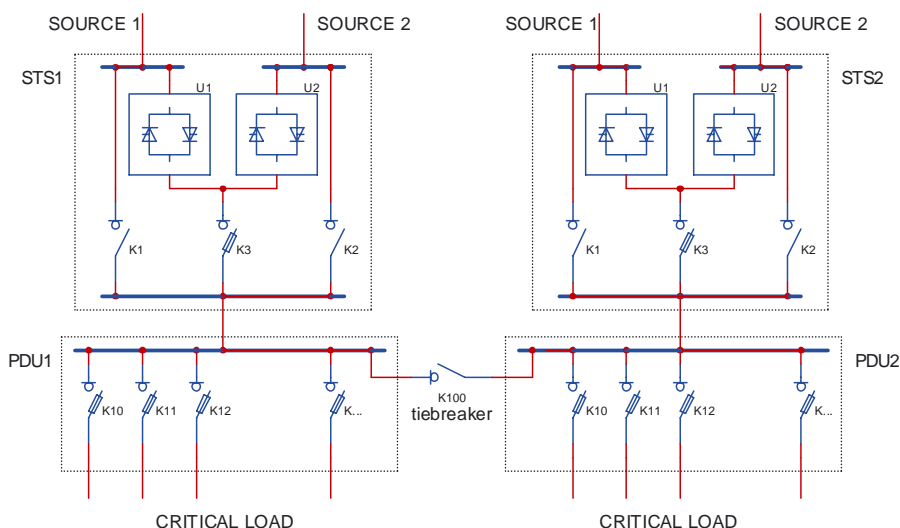 SOURCE 1
SOURCE 2
SOURCE 1
SOURCE 2
STS1
STS2
U1
U2
U1
U2
K1
K3
K2
K1
K3
K2
PDU1
PDU2
K10
K11
K12
K...
K100
tiebreaker
K10
K11
K12
K...
CRITICAL LOAD
CRITICAL LOAD